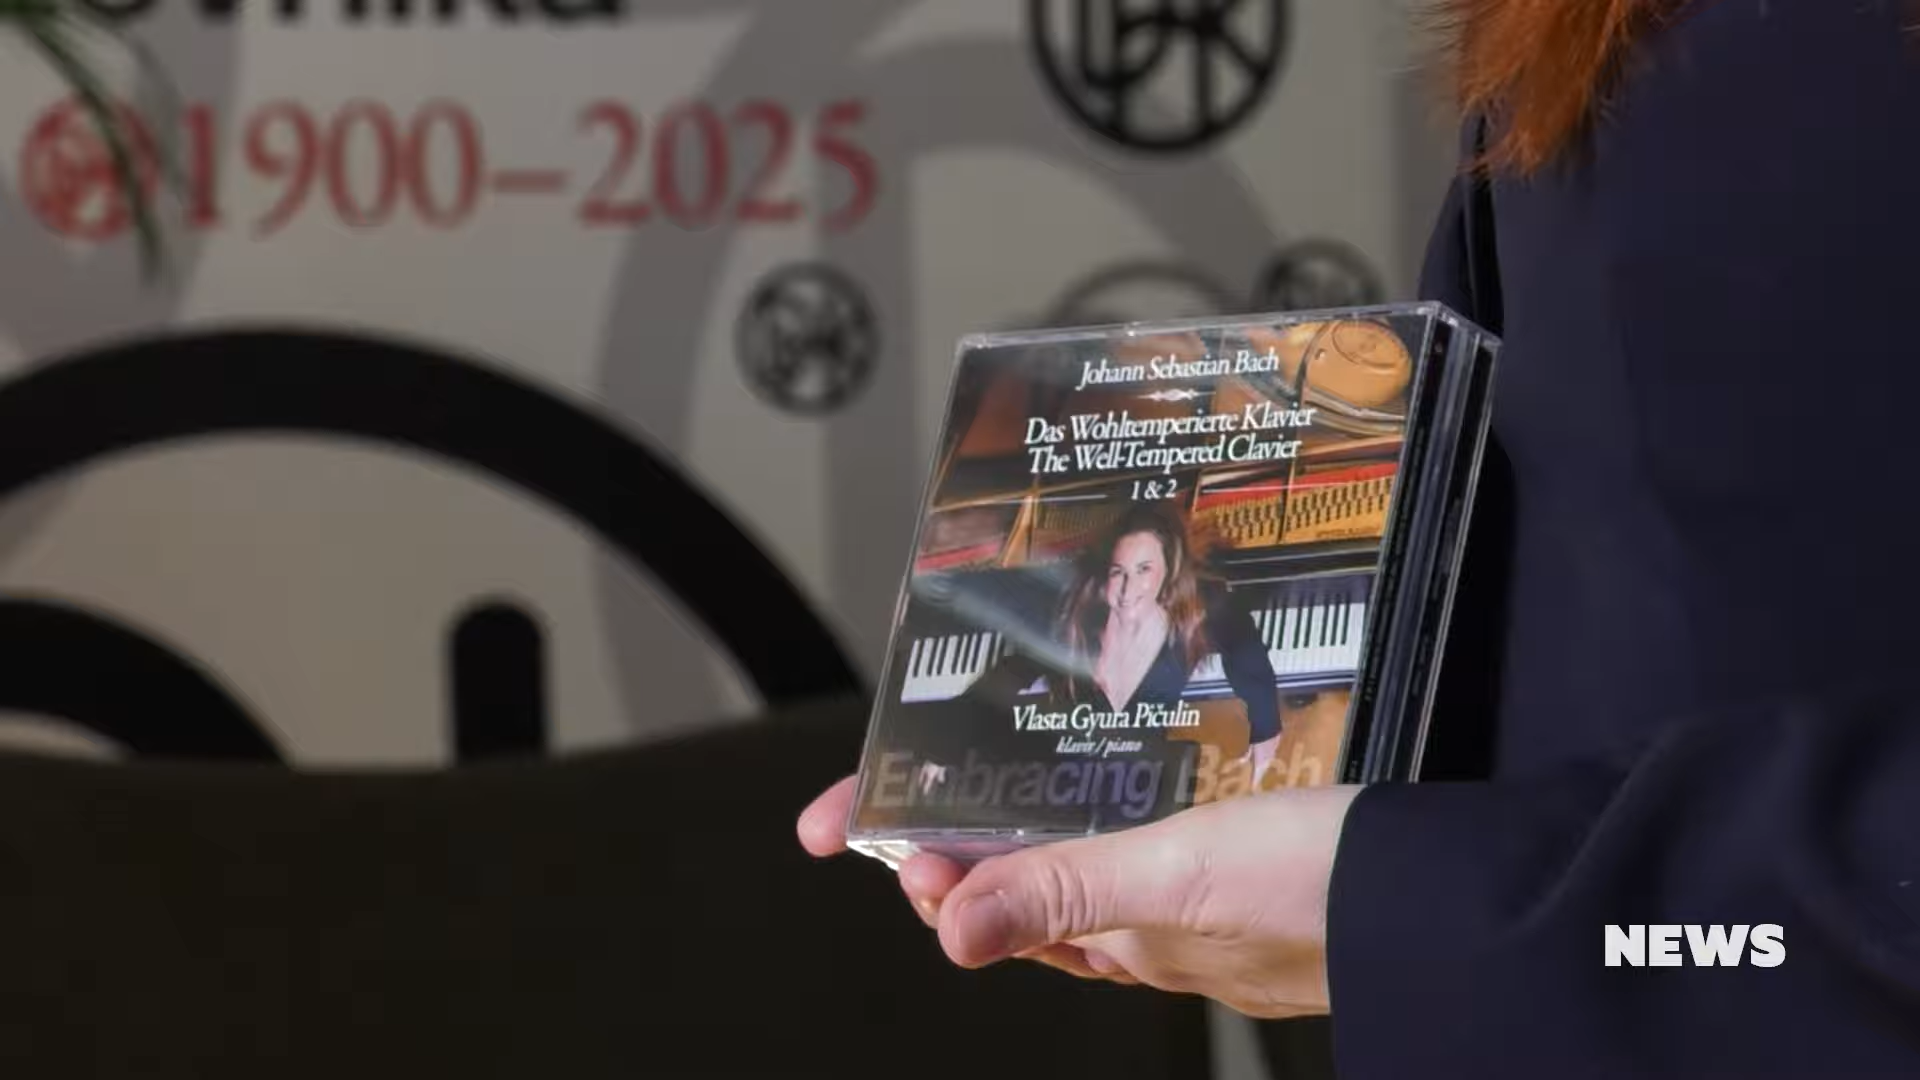 1900–2025
Johann Sebastian Bach
Das Wohltemperierte Klavier
The Well-Tempered Clavier
1 & 2
Vlasta Gyura Pičulin
klavir / piano
Embracing Bach
NEWS